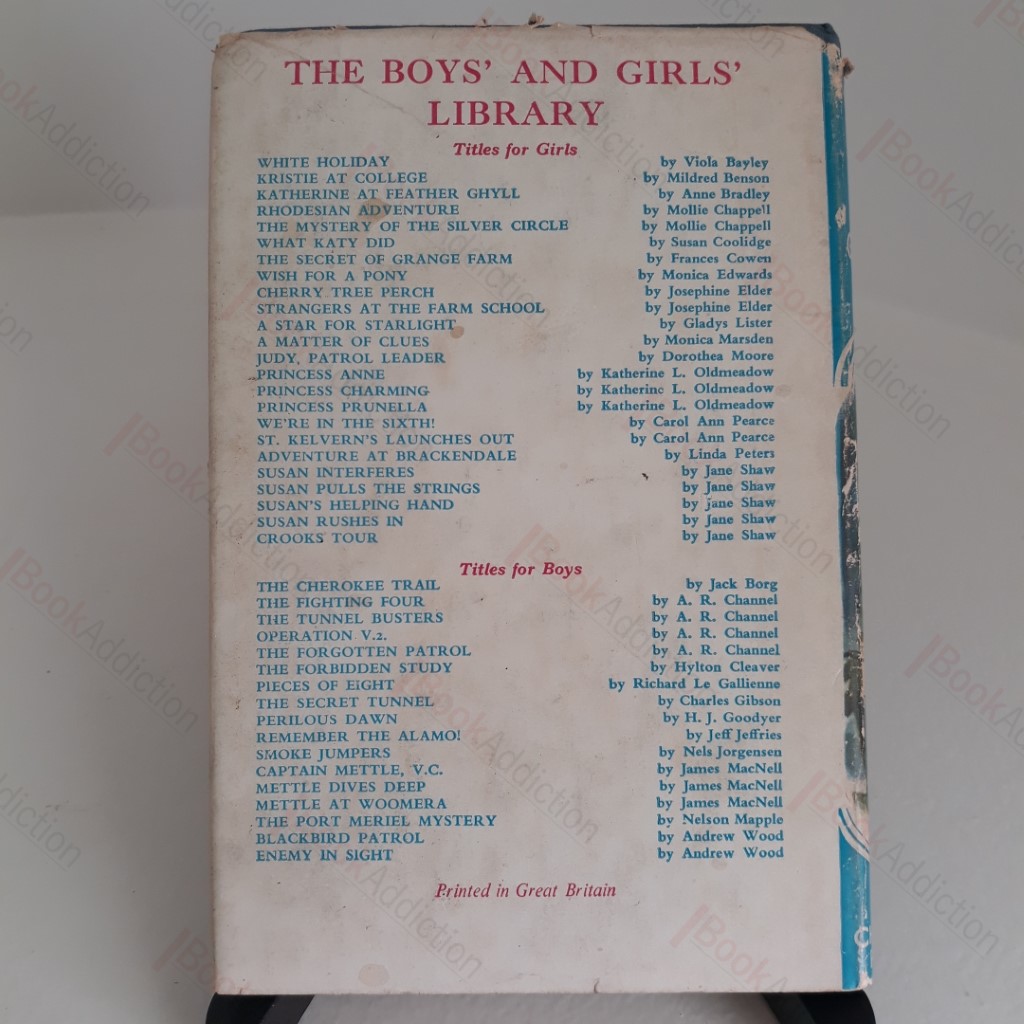 THE BOYS' AND GIRLS'
LIBRARY
Titles for Girls
WHITE HOLIDAY by Viola Bayley
KRISTIE AT COLLEGE by Mildred Benson
KATHERINE AT FEATHER GHYLL by Anne Bradley
RHODESIAN ADVENTURE by Mollie Chappell
THE MYSTERY OF THE SILVER CIRCLE by Mollie Chappell
WHAT KATY DID by Susan Coolidge
THE SECRET OF GRANGE FARM by Frances Cowen
WISH FOR A PONY by Monica Edwards
CHERRY TREE PERCH by Josephine Elder
STRANGERS AT THE FARM SCHOOL by Josephine Elder
A STAR FOR STARLIGHT by Gladys Lister
A MATTER OF CLUES by Monica Marsden
JUDY, PATROL LEADER by Dorothea Moore
PRINCESS ANNE by Katherine L. Oldmeadow
PRINCESS CHARMING by Katherine L. Oldmeadow
PRINCESS PRUNELLA by Katherine L. Oldmeadow
WE'RE IN THE SIXTH! by Carol Ann Pearce
ST. KELVERN'S LAUNCHES OUT by Carol Ann Pearce
ADVENTURE AT BRACKENDALE by Linda Peters
SUSAN INTERFERES by Jane Shaw
SUSAN PULLS THE STRINGS by Jane Shaw
SUSAN'S HELPING HAND by Jane Shaw
SUSAN RUSHES IN by Jane Shaw
CROOKS TOUR by Jane Shaw
Titles for Boys
THE CHEROKEE TRAIL by Jack Borg
THE FIGHTING FOUR by A. R. Channel
THE TUNNEL BUSTERS by A. R. Channel
OPERATION V.2. by A. R. Channel
THE FORGOTTEN PATROL by A. R. Channel
THE FORBIDDEN STUDY by Hylton Cleaver
PIECES OF EIGHT by Richard Le Gallienne
THE SECRET TUNNEL by Charles Gibson
PERILOUS DAWN by H. J. Goodyer
REMEMBER THE ALAMO! by Jeff Jeffries
SMOKE JUMPERS by Nels Jorgensen
CAPTAIN METTLE, V.C. by James MacNell
METTLE DIVES DEEP by James MacNell
METTLE AT WOOMERA by James MacNell
THE PORT MERIEL MYSTERY by Nelson Mapple
BLACKBIRD PATROL by Andrew Wood
ENEMY IN SIGHT by Andrew Wood
Printed in Great Britain
BookAddiction